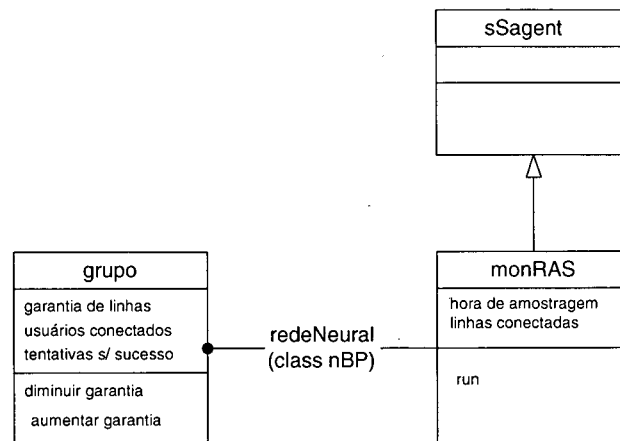 sSagent
grupo
garantia de linhas
usuários conectados
tentativas s/ sucesso
diminuir garantia
aumentar garantia
redeNeural
(class nBP)
monRAS
hora de amostragem
linhas conectadas
run